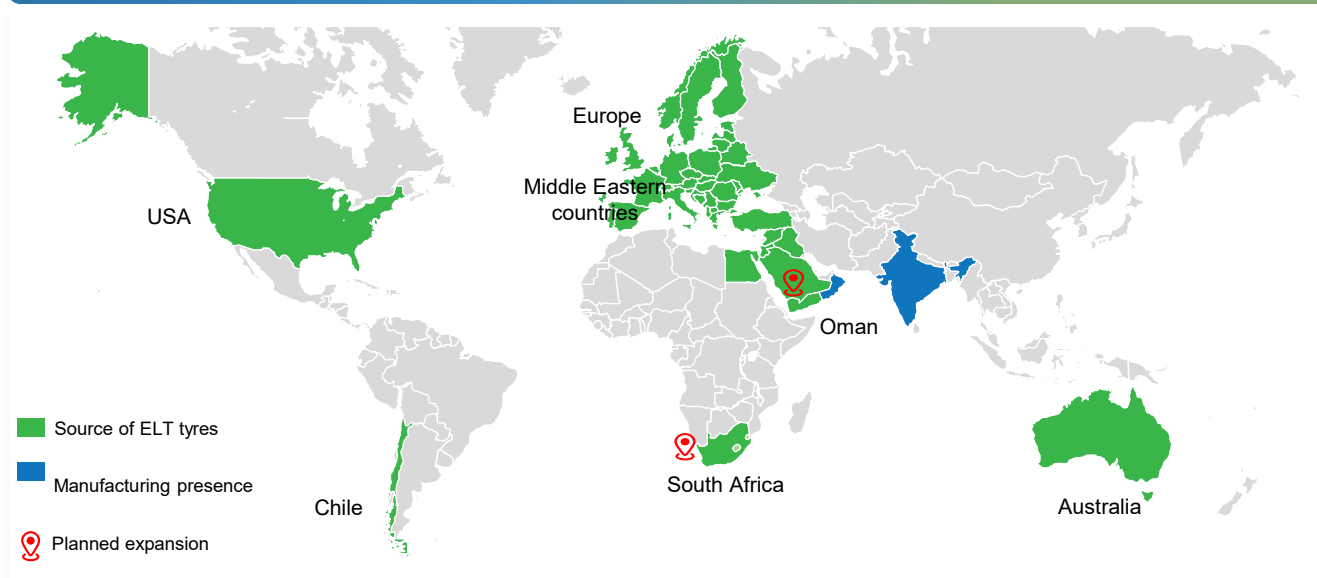 Europe
Middle Eastern
countries
USA
Oman
South Africa
Chile
Australia
Source of ELT tyres
Manufacturing presence
Planned expansion